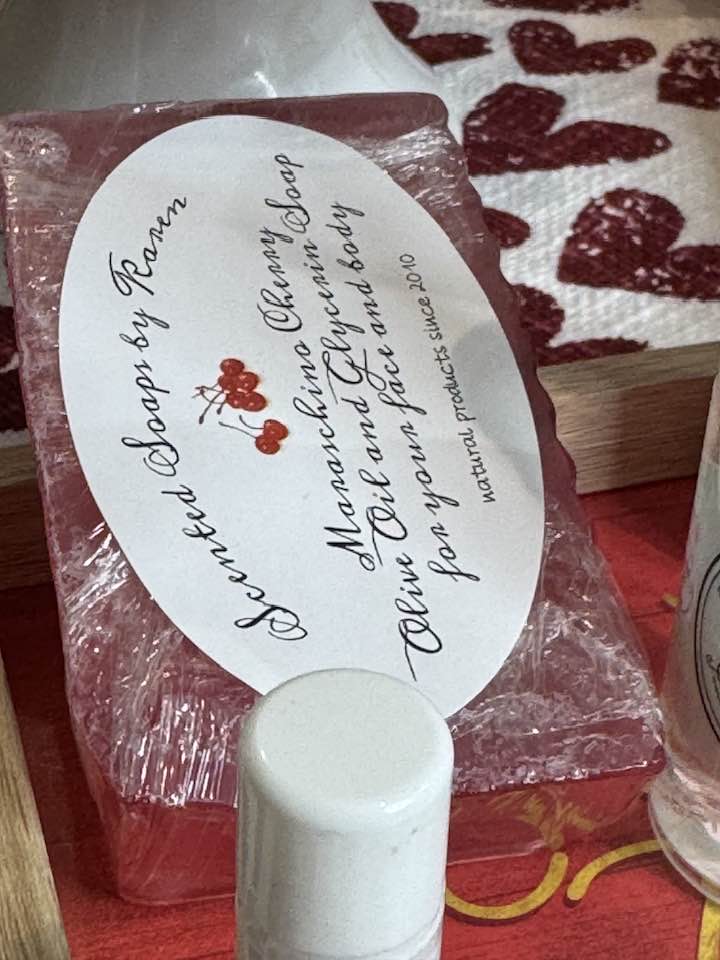 Scented Soaps by Karen
Maraschino Cherry Soap
Olive Oil and Glycerin
for your face and body
natural products since 2010